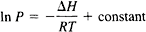 ln P = −ΔH/RT + constant